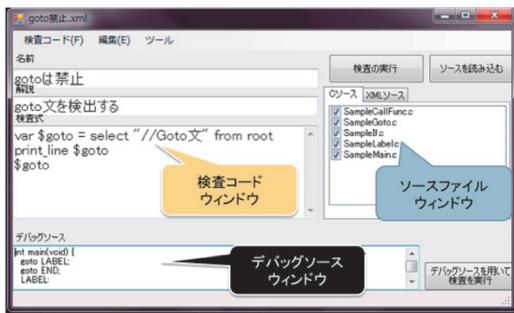 goto禁止.xml
検査コード(F) 編集(E) ツール
名前
gotoは禁止
解説
goto文を検出する
検査式
var $goto = select "//Goto文" from root
print_line $goto
$goto
検査コード
ウィンドウ
検査の実行 ソースを読み込む
Cソース XMLソース
SampleCallFunc.c
SampleGoto.c
SampleIf.c
SampleLabel.c
SampleMain.c
ソースファイル
ウィンドウ
デバッグソース
int main(void) {
goto LABEL;
goto END;
LABEL:
デバッグソース
ウィンドウ
デバッグソースを用いて
検査を実行